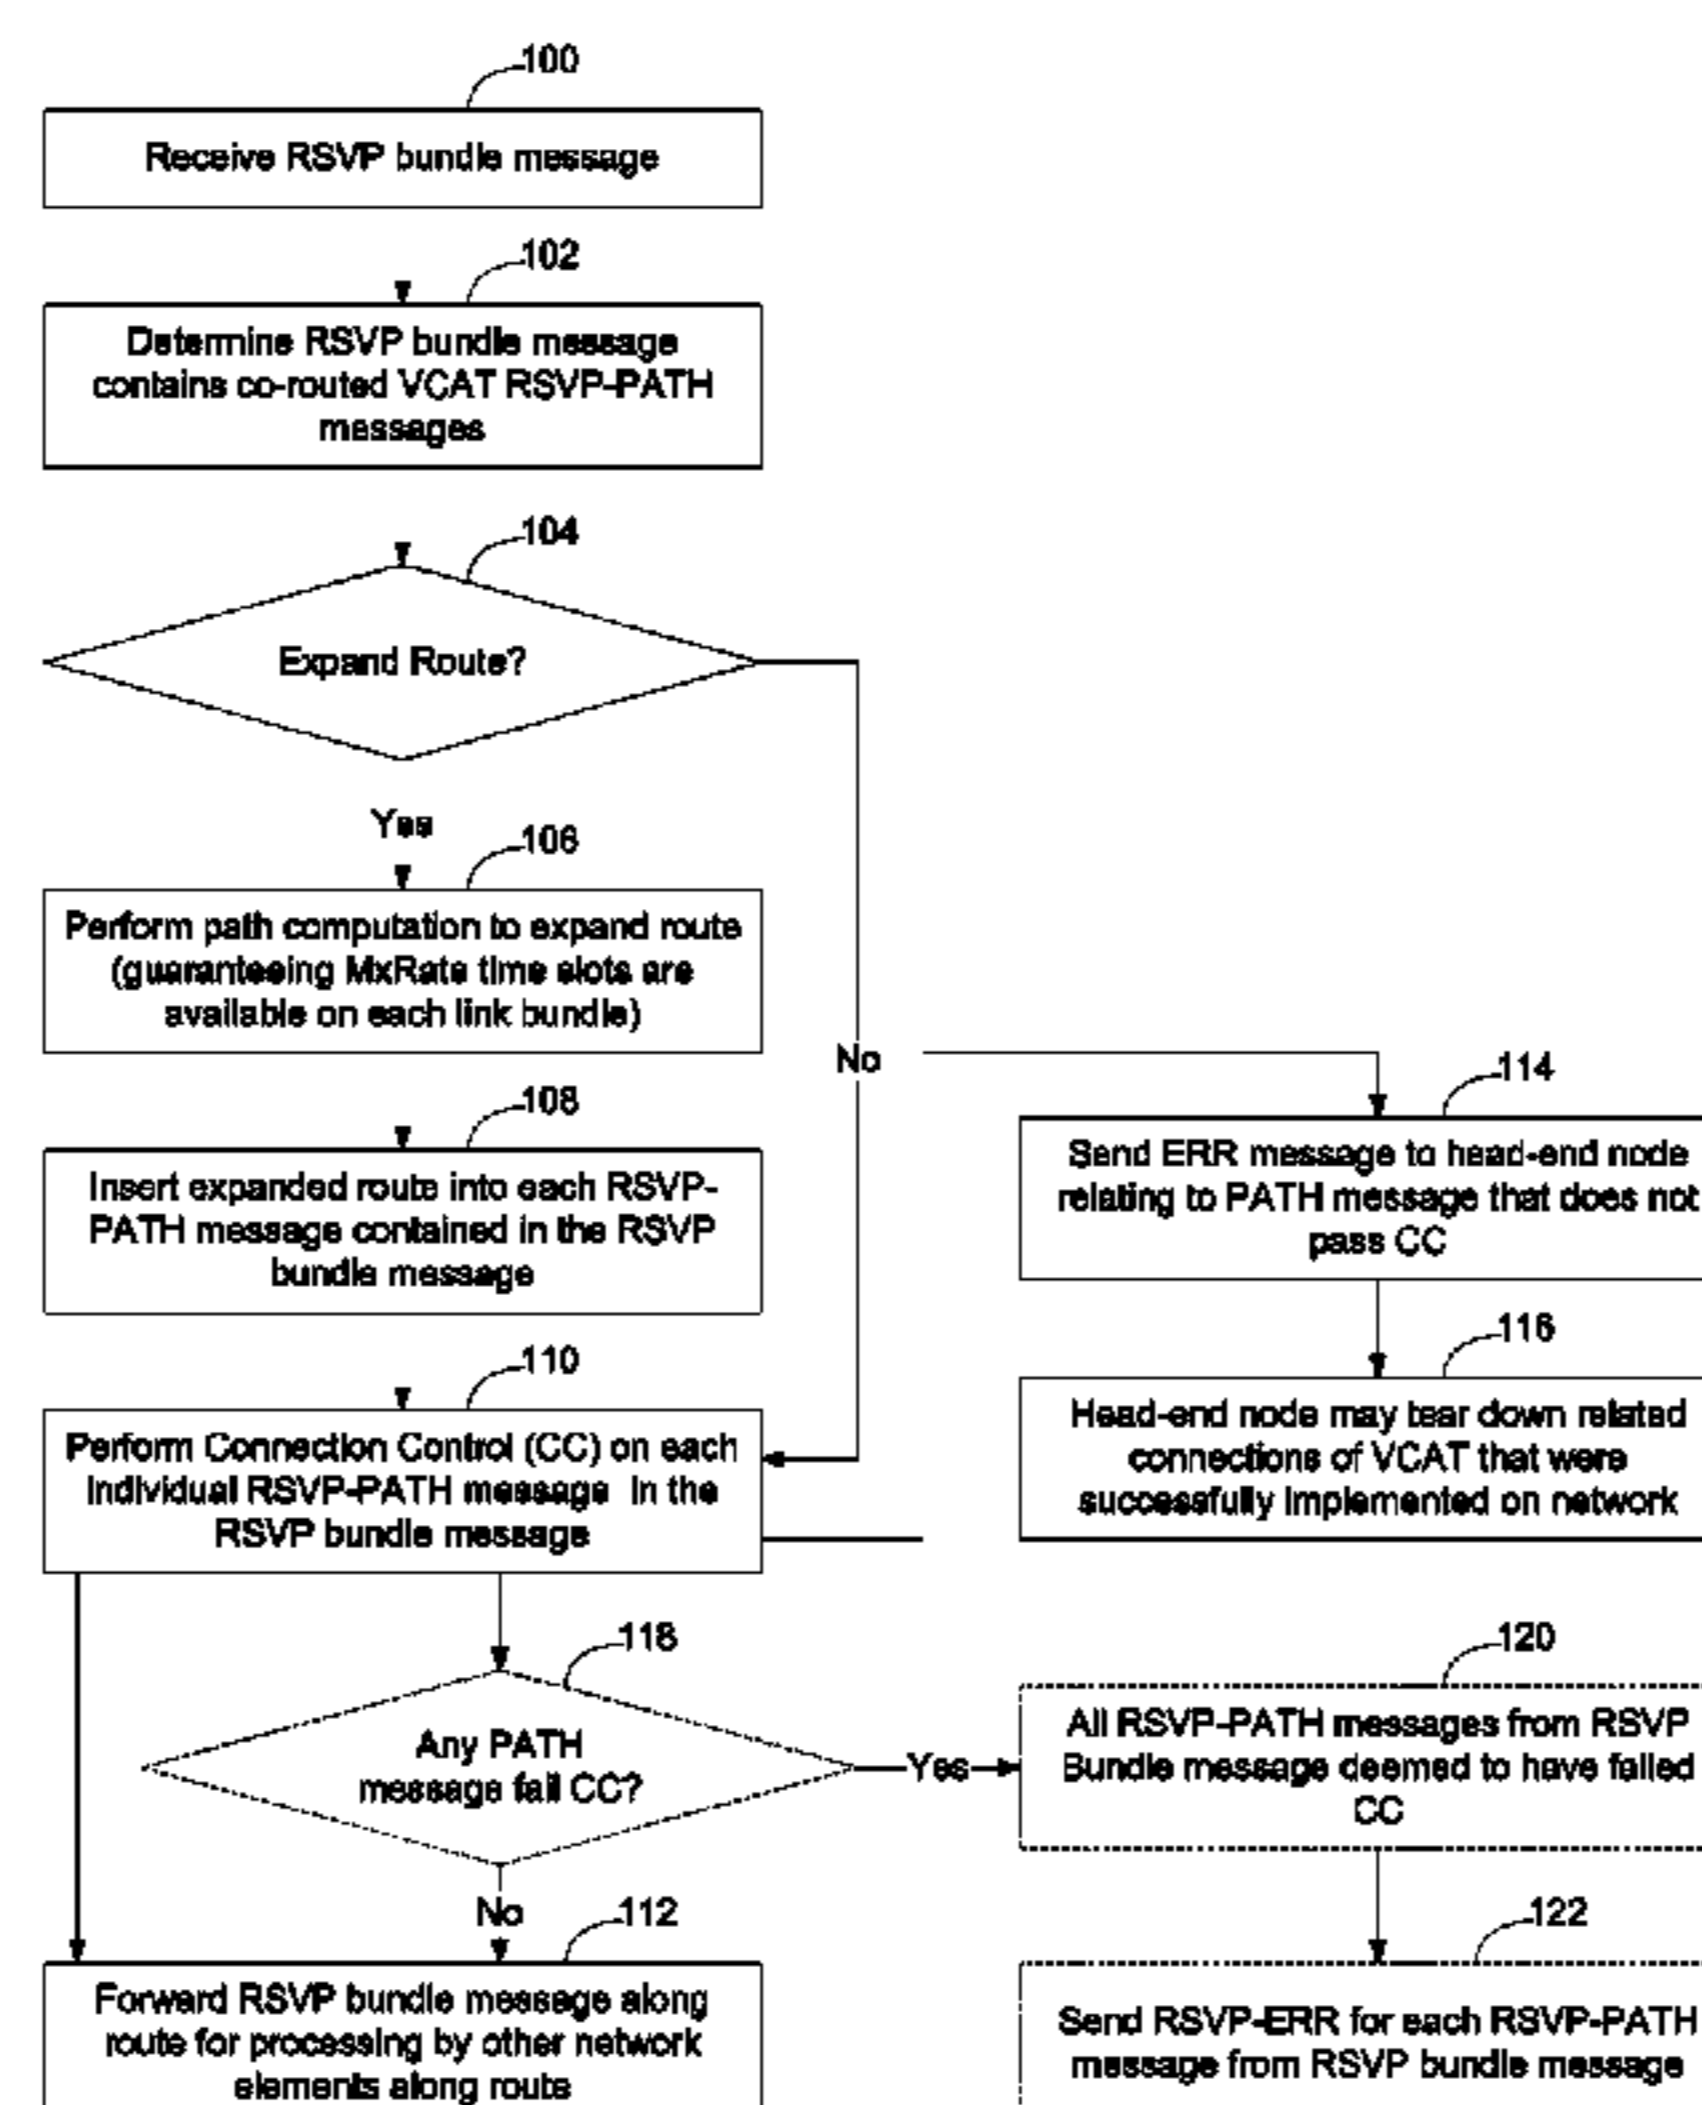 100
Receive RSVP bundle message
102
Determine RSVP bundle message
contains co-routed VCAT RSVP-PATH
messages
104
Expand Route?
Yes
106
Perform path computation to expand route
(guaranteeing MxRate time slots are
available on each link bundle)
No
108
Insert expanded route into each RSVP-
PATH message contained in the RSVP
bundle message
110
Perform Connection Control (CC) on each
individual RSVP-PATH message in the
RSVP bundle message
114
Send ERR message to head-end node
relating to PATH message that does not
pass CC
116
Head-end node may tear down related
connections of VCAT that were
successfully implemented on network
118
Any PATH
message fail CC?
Yes
No
120
All RSVP-PATH messages from RSVP
Bundle message deemed to have failed
CC
112
Forward RSVP bundle message along
route for processing by other network
elements along route
122
Send RSVP-ERR for each RSVP-PATH
message from RSVP bundle message